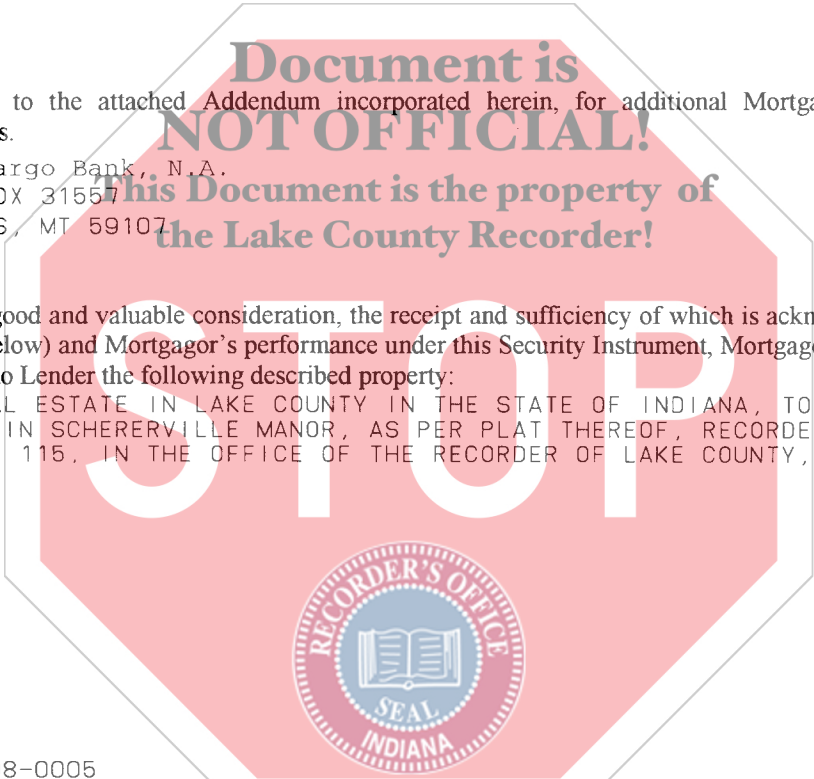 Document is
to the attached Addendum incorporated herein, for additional Mortga
s.
NOT OFFICIAL!
argo Bank, N.A.
OX 31557
This Document is the property of
S, MT 59107
the Lake County Recorder!
good and valuable consideration, the receipt and sufficiency of which is ackn
elow) and Mortgagor's performance under this Security Instrument, Mortgago
o Lender the following described property:
L ESTATE IN LAKE COUNTY IN THE STATE OF INDIANA, TO
IN SCHERERVILLE MANOR, AS PER PLAT THEREOF, RECORDE
115, IN THE OFFICE OF THE RECORDER OF LAKE COUNTY,
STOP
RECORDER'S OFFICE
SEAL
INDIANA
8-0005